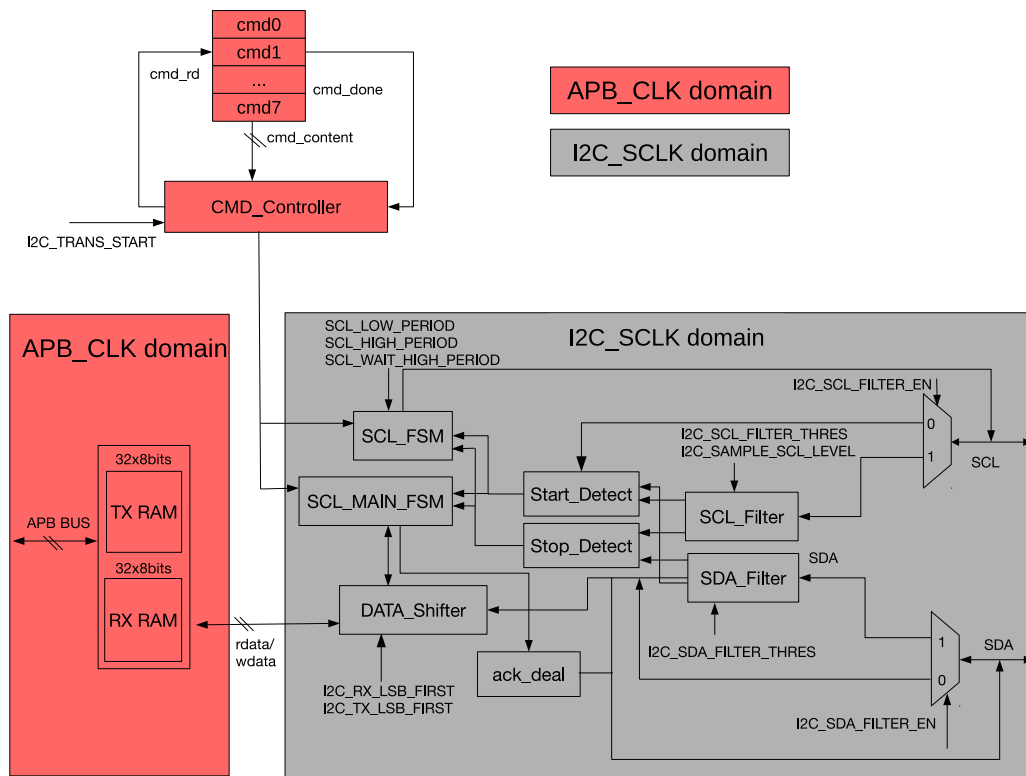 cmd0
cmd1
...
cmd7
cmd_rd
cmd_done
cmd_content
CMD_Controller
I2C_TRANS_START
APB_CLK domain
I2C_SCLK domain
APB_CLK domain
32x8bits
TX RAM
APB BUS
32x8bits
RX RAM
rdata/
wdata
I2C_SCLK domain
SCL_LOW_PERIOD
SCL_HIGH_PERIOD
SCL_WAIT_HIGH_PERIOD
I2C_SCL_FILTER_EN
0
1
SCL
SCL_FSM
I2C_SCL_FILTER_THRES
I2C_SAMPLE_SCL_LEVEL
SCL_MAIN_FSM
Start_Detect
SCL_Filter
Stop_Detect
SDA
SDA_Filter
DATA_Shifter
I2C_SDA_FILTER_THRES
1
0
SDA
ack_deal
I2C_RX_LSB_FIRST
I2C_TX_LSB_FIRST
I2C_SDA_FILTER_EN